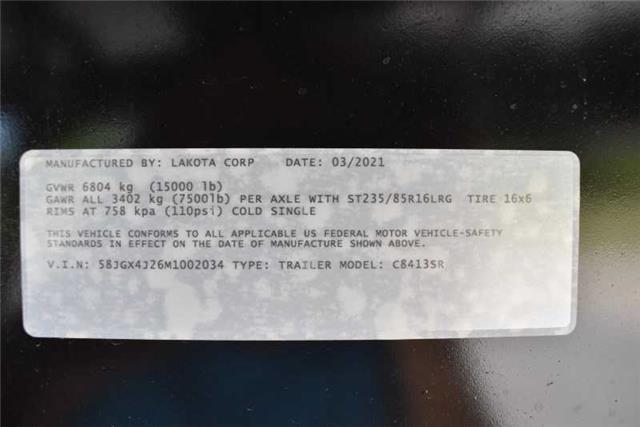 MANUFACTURED BY: LAKOTA CORP DATE: 03/2021
GVWR 6804 kg (15000 lb)
GAWR ALL 3402 kg (7500lb) PER AXLE WITH ST235/85R16LRG TIRE 16x6
RIMS AT 758 kpa (110psi) COLD SINGLE
THIS VEHICLE CONFORMS TO ALL APPLICABLE US FEDERAL MOTOR VEHICLE-SAFETY
STANDARDS IN EFFECT ON THE DATE OF MANUFACTURE SHOWN ABOVE.
V.I.N: 58JGX4J26M1002034 TYPE: TRAILER MODEL: C8413SR